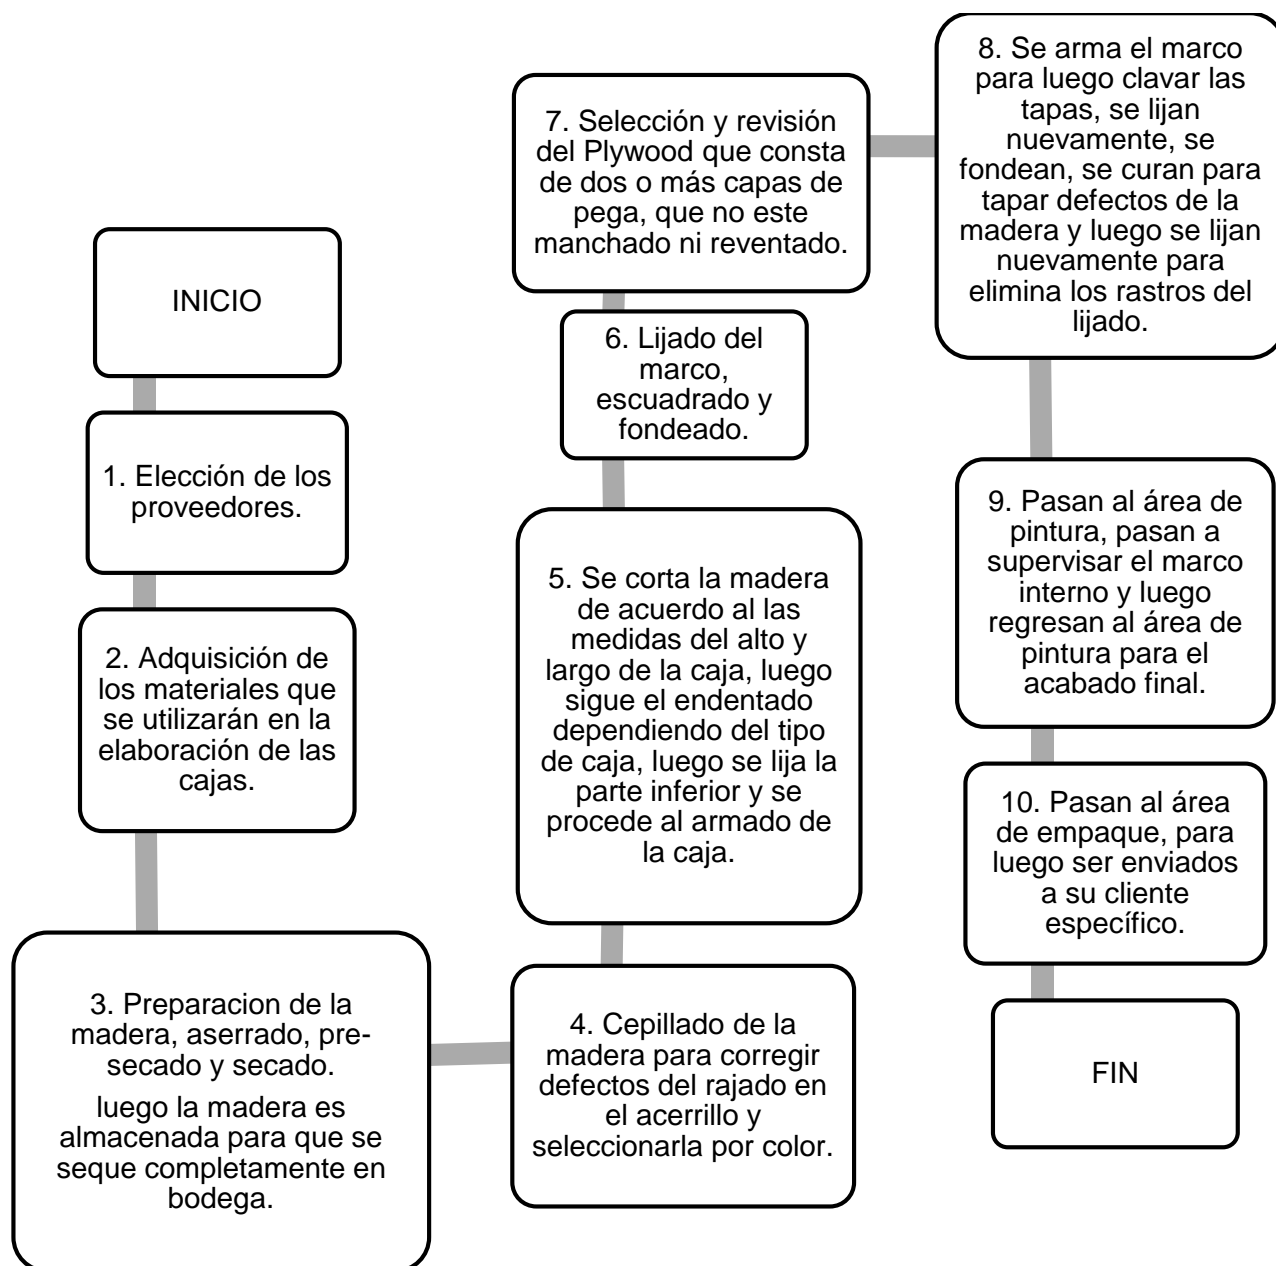 INICIO
1. Elección de los
proveedores.
2. Adquisición de
los materiales que
se utilizarán en la
elaboración de las
cajas.
3. Preparacion de la
madera, aserrado, pre-
secado y secado.
luego la madera es
almacenada para que se
seque completamente en
bodega.
4. Cepillado de la
madera para corregir
defectos del rajado en
el acerrillo y
seleccionarla por color.
5. Se corta la madera
de acuerdo al las
medidas del alto y
largo de la caja, luego
sigue el endentado
dependiendo del tipo
de caja, luego se lija la
parte inferior y se
procede al armado de
la caja.
6. Lijado del
marco,
escuadrado y
fondeado.
7. Selección y revisión
del Plywood que consta
de dos o más capas de
pega, que no este
manchado ni reventado.
8. Se arma el marco
para luego clavar las
tapas, se lijan
nuevamente, se
fondean, se curan para
tapar defectos de la
madera y luego se lijan
nuevamente para
elimina los rastros del
lijado.
9. Pasan al área de
pintura, pasan a
supervisar el marco
interno y luego
regresan al área de
pintura para el
acabado final.
10. Pasan al área
de empaque, para
luego ser enviados
a su cliente
específico.
FIN